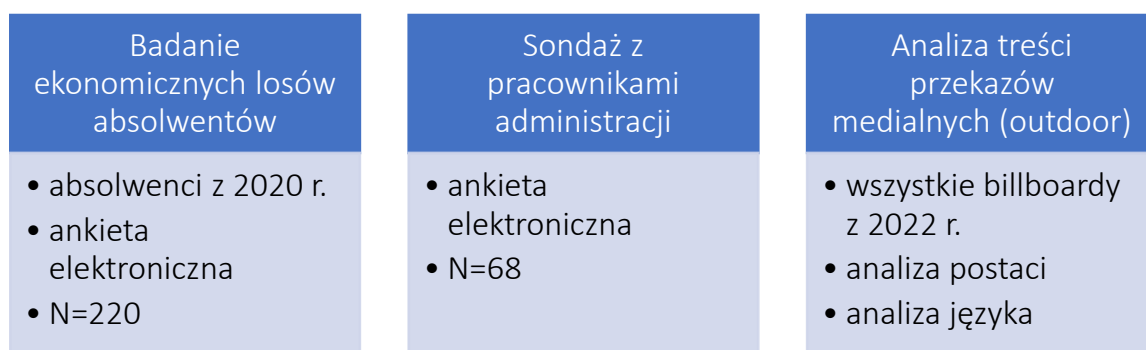 Badanie
ekonomicznych losów
absolwentów
• absolwenci z 2020 r.
• ankieta
elektroniczna
• N=220
Sondaż z
pracownikami
administracji
• ankieta
elektroniczna
• N=68
Analiza treści
przekazów
medialnych (outdoor)
• wszystkie billboardy
z 2022 r.
• analiza postaci
• analiza języka